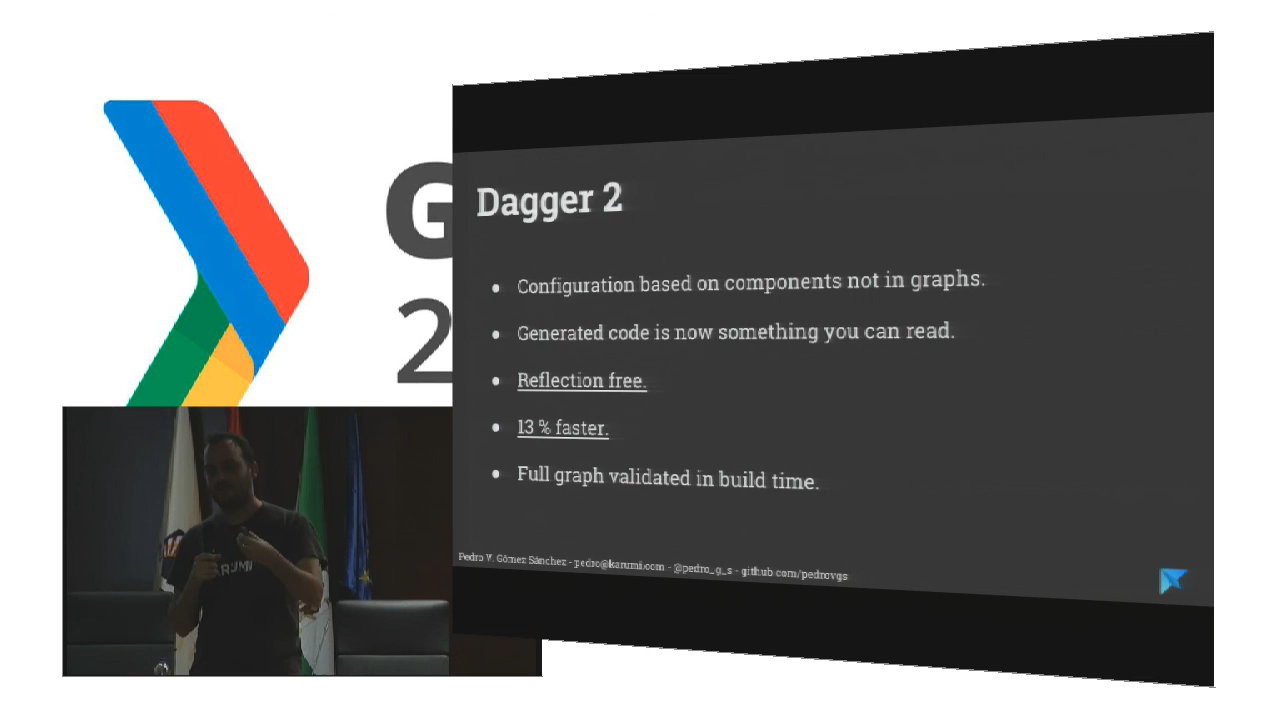 G
2
Dagger 2
Configuration based on components not in graphs.
Generated code is now something you can read.
Reflection free.
13 % faster.
Full graph validated in build time.
Pedro V. Gómez Sánchez - pedro@karumi.com - @pedro_g_s - github.com/pedrovgs